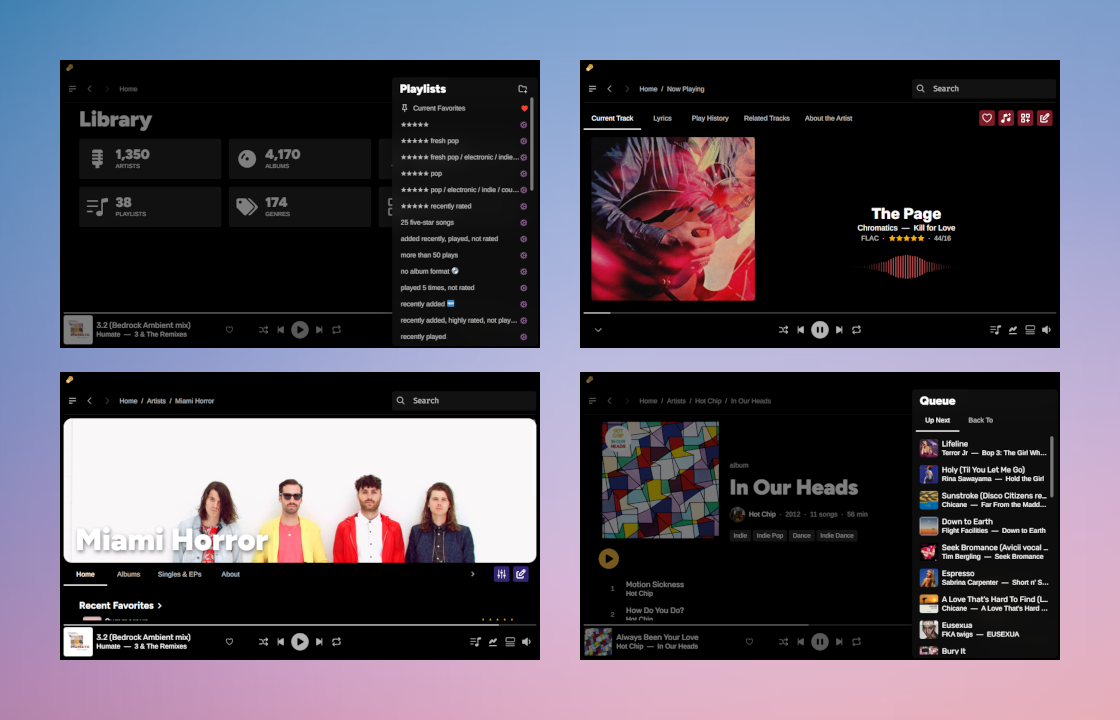 Home
Library
1,350
ARTISTS
4,170
ALBUMS
38
PLAYLISTS
174
GENRES
Playlists
Current Favorites
★★★★★
★★★★★ fresh pop
★★★★★ fresh pop / electronic / indie...
★★★★★ pop
★★★★★ pop / electronic / indie / cou...
★★★★★ recently rated
25 five-star songs
added recently, played, not rated
more than 50 plays
no album format 💿
played 5 times, not rated
recently added 🆕
recently added, highly rated, not play...
recently played
3.2 (Bedrock Ambient mix)
Humate — 3 & The Remixes
Home / Now Playing
Search
Current Track Lyrics Play History Related Tracks About the Artist
The Page
Chromatics — Kill for Love
FLAC · ★★★★★ · 44/16
Home / Artists / Miami Horror
Search
Miami Horror
Home Albums Singles & EPs About
Recent Favorites
3.2 (Bedrock Ambient mix)
Humate — 3 & The Remixes
Home / Artists / Hot Chip / In Our Heads
HOT CHIP
IN OUR
HEADS
album
In Our Heads
Hot Chip · 2012 · 11 songs · 56 min
Indie Indie Pop Dance Indie Dance
1 Motion Sickness
Hot Chip
2 How Do You Do?
Hot Chip
Always Been Your Love
Hot Chip — In Our Heads
Queue
Up Next Back To
Lifeline
Terror Jr — Bop 3: The Girl Wh...
Holy (Til You Let Me Go)
Rina Sawayama — Hold the Girl
Sunstroke (Disco Citizens re...
Chicane — Far From the Madd...
Down to Earth
Flight Facilities — Down to Earth
Seek Bromance (Avicii vocal ...
Tim Bergling — Seek Bromance
Espresso
Sabrina Carpenter — Short n' S...
A Love That's Hard To Find (L...
Chicane — A Love That's Hard ...
Eusexua
FKA twigs — EUSEXUA
Bury It